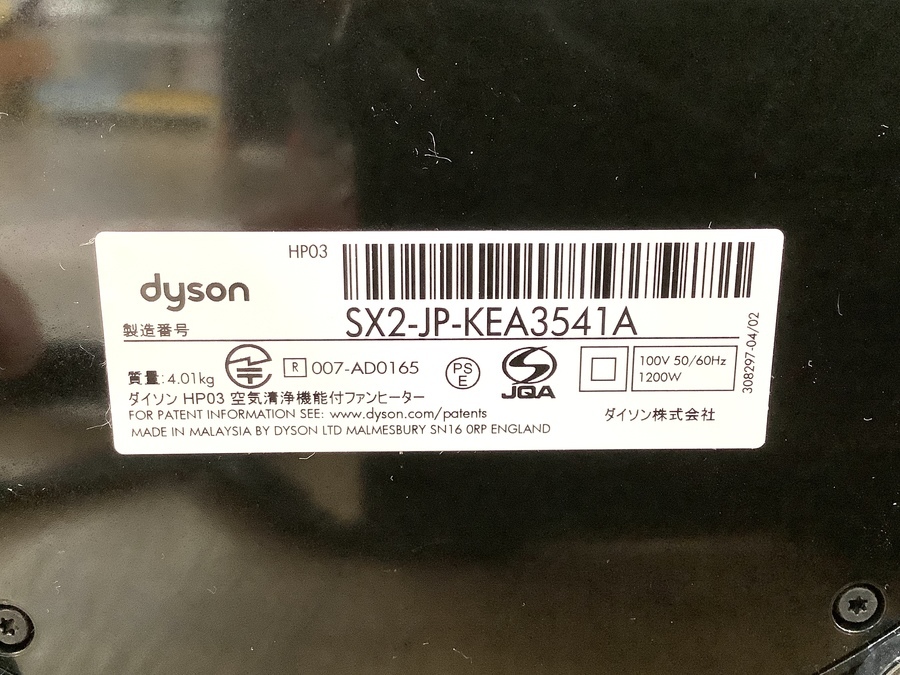 HP03
dyson
製造番号 SX2-JP-KEA3541A
質量:4.01kg
R 007-AD0165
PS
E
JQA
100V 50/60Hz
1200W
308297-04/02
ダイソン HP03 空気清浄機能付ファンヒーター
FOR PATENT INFORMATION SEE: www.dyson.com/patents
ダイソン株式会社
MADE IN MALAYSIA BY DYSON LTD MALMESBURY SN16 0RP ENGLAND